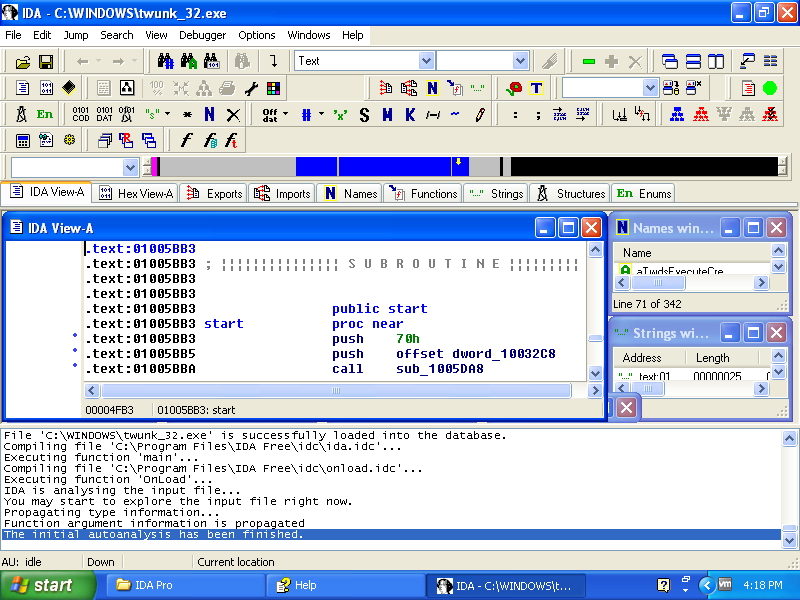 IDA - C:\WINDOWS\twunk_32.exe
File Edit Jump Search View Debugger Options Windows Help
Text
En
0101 COD 0101 DAT "s" * N
Off dat # 'x' S M K
: ;
IDA View-A Hex View-A Exports Imports N Names Functions Strings Structures En Enums
IDA View-A
.text:01005BB3
.text:01005BB3 ; ¦¦¦¦¦¦¦¦¦¦¦¦¦¦¦ S U B R O U T I N E ¦¦¦¦¦¦¦¦¦
.text:01005BB3
.text:01005BB3
.text:01005BB3 public start
.text:01005BB3 start proc near
.text:01005BB3 push 70h
.text:01005BB5 push offset dword_10032C8
.text:01005BBA call sub_1005DA8
00004FB3 01005BB3: start
N Names win...
Name
aTwdsExecuteCre
Line 71 of 342
Strings wi...
Address Length
.text:01 00000025
File 'C:\WINDOWS\twunk_32.exe' is successfully loaded into the database.
Compiling file 'C:\Program Files\IDA Free\idc\ida.idc'...
Executing function 'main'...
Compiling file 'C:\Program Files\IDA Free\idc\onload.idc'...
Executing function 'OnLoad'...
IDA is analysing the input file...
You may start to explore the input file right now.
Propagating type information...
Function argument information is propagated
The initial autoanalysis has been finished.
AU: idle Down Current location
start IDA Pro Help IDA - C:\WINDOWS\t... 4:18 PM